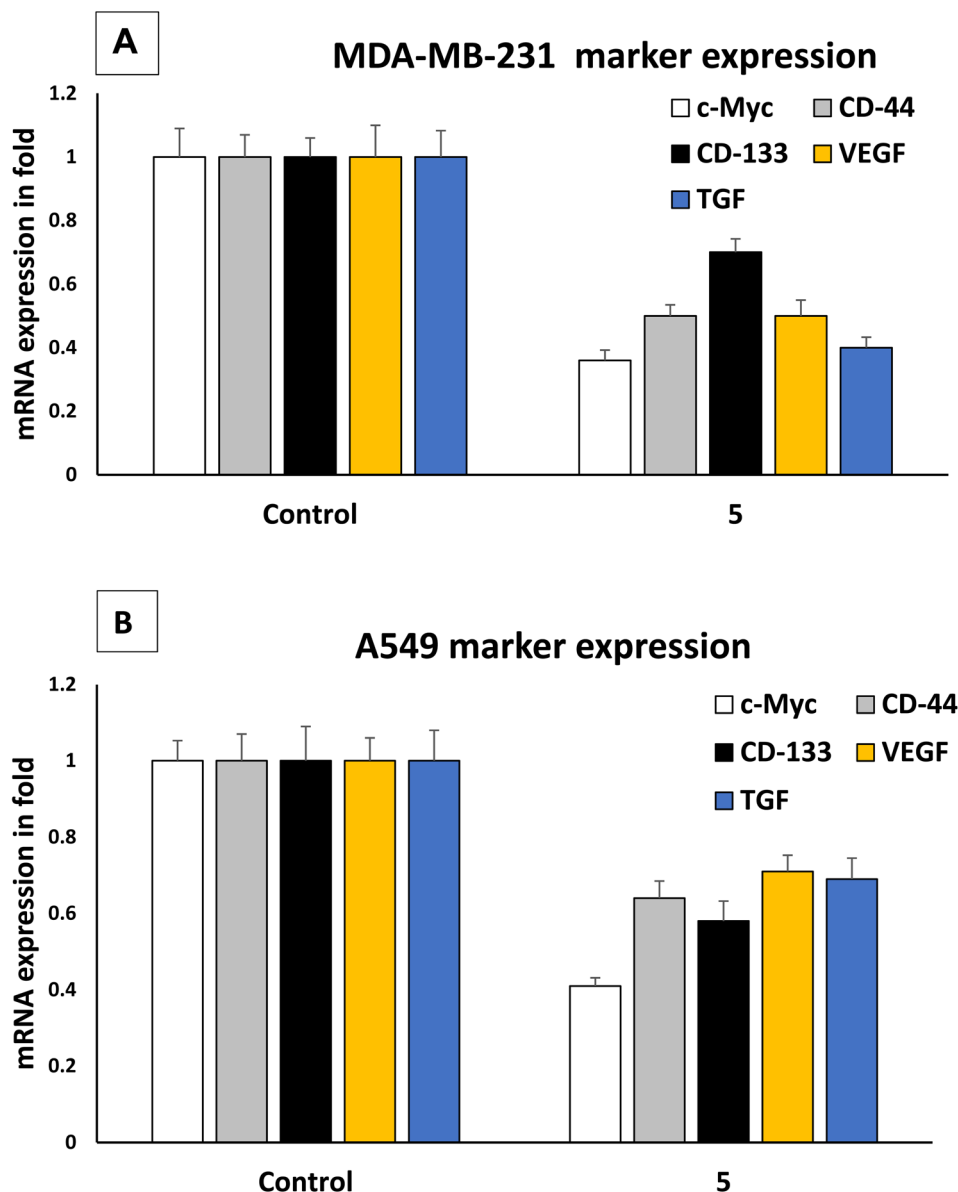 A
MDA-MB-231 marker expression
c-Myc CD-44
CD-133 VEGF
TGF
mRNA expression in fold
1.2
1
0.8
0.6
0.4
0.2
0
Control 5
B
A549 marker expression
c-Myc CD-44
CD-133 VEGF
TGF
mRNA expression in fold
1.2
1
0.8
0.6
0.4
0.2
0
Control 5